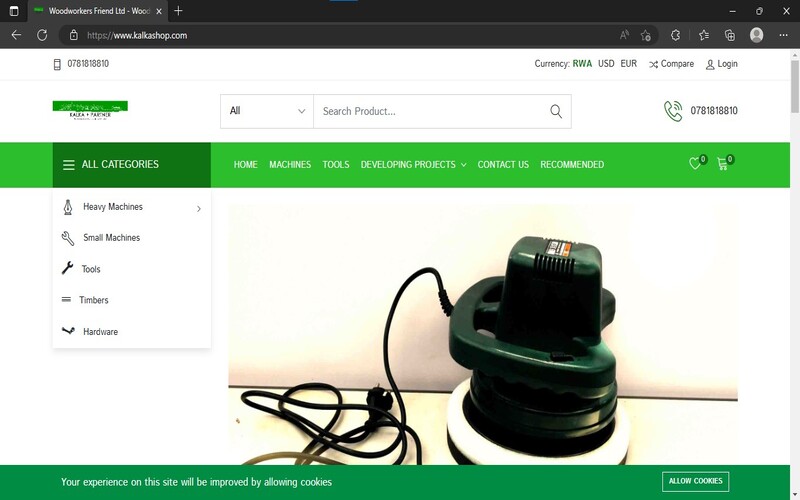 Woodworkers Friend Ltd - Wood
https://www.kalkashop.com
0781818810
Currency: RWA USD EUR Compare Login
KALKA + PARTNER
All
Search Product...
0781818810
ALL CATEGORIES
HOME MACHINES TOOLS DEVELOPING PROJECTS CONTACT US RECOMMENDED
0 0
Heavy Machines
Small Machines
Tools
Timbers
Hardware
Your experience on this site will be improved by allowing cookies
ALLOW COOKIES